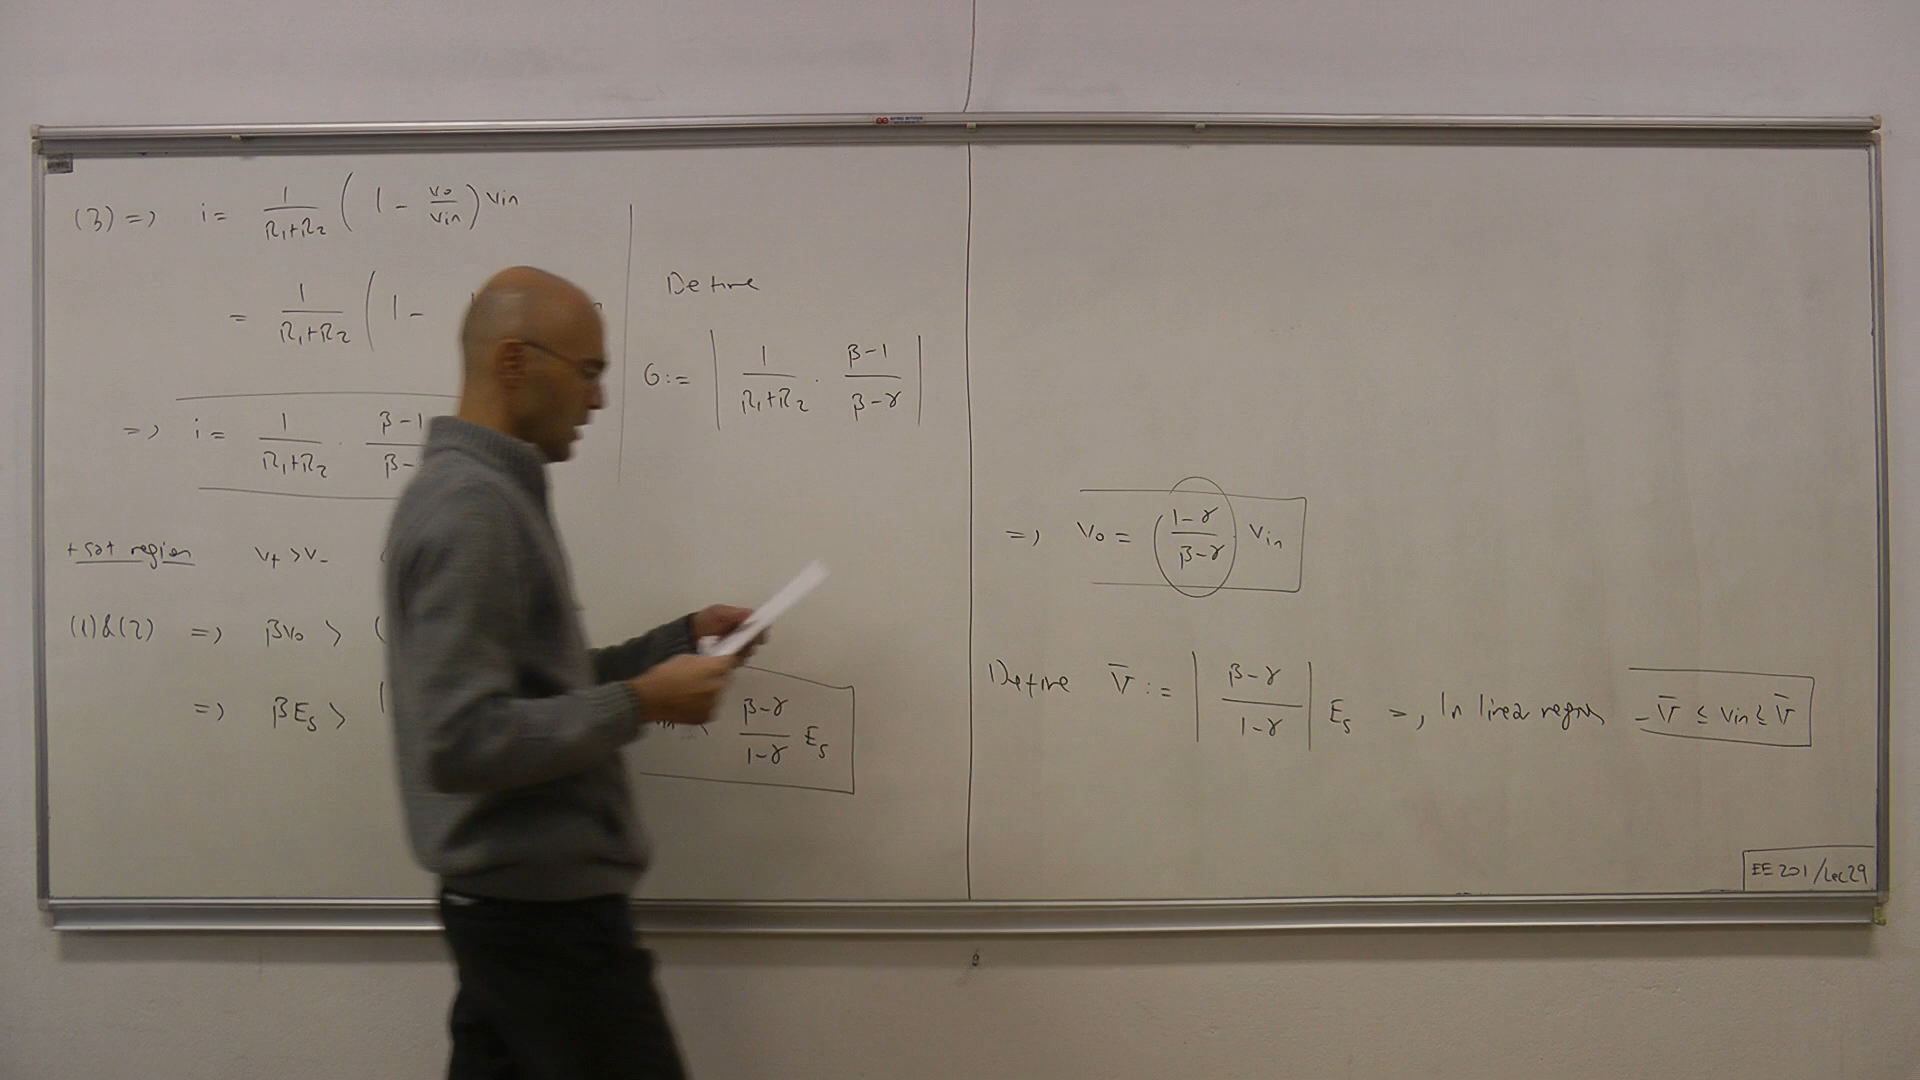 (3) => i = 1/(R1+R2) (1 - vo/vin) vin
= 1/(R1+R2) (1 -
=> i = 1/(R1+R2) · β-1/β-
+ sat region v+ > v-
(1)&(2) => βvo > (
=> βEs > (
β-γ/1-γ Es
Define
G := | 1/(R1+R2) · β-1/β-γ |
=> vo = (1-γ/β-γ) · vin
Define V̄ := | β-γ/1-γ | Es =>, In linear region -V̄ ≤ vin ≤ V̄
EE 201/Lec29